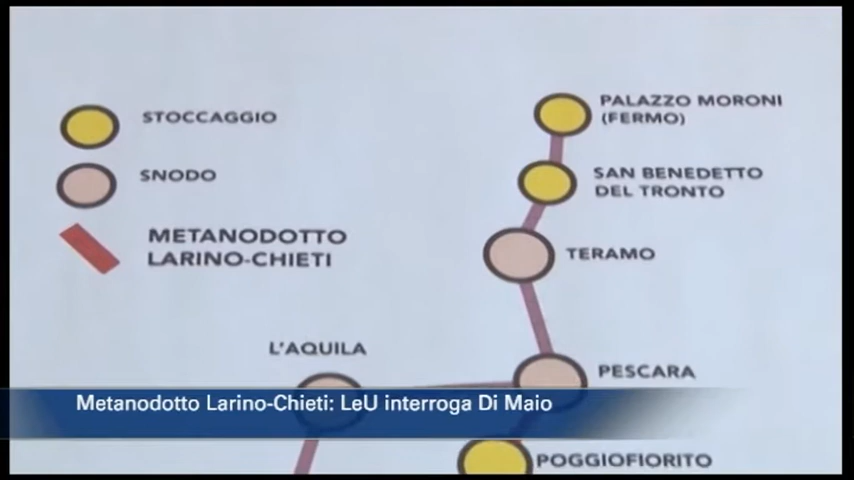 STOCCAGGIO
SNODO
METANODOTTO
LARINO-CHIETI
PALAZZO MORONI
(FERMO)
SAN BENEDETTO
DEL TRONTO
TERAMO
L'AQUILA
PESCARA
Metanodotto Larino-Chieti: LeU interroga Di Maio
POGGIOFIORITO